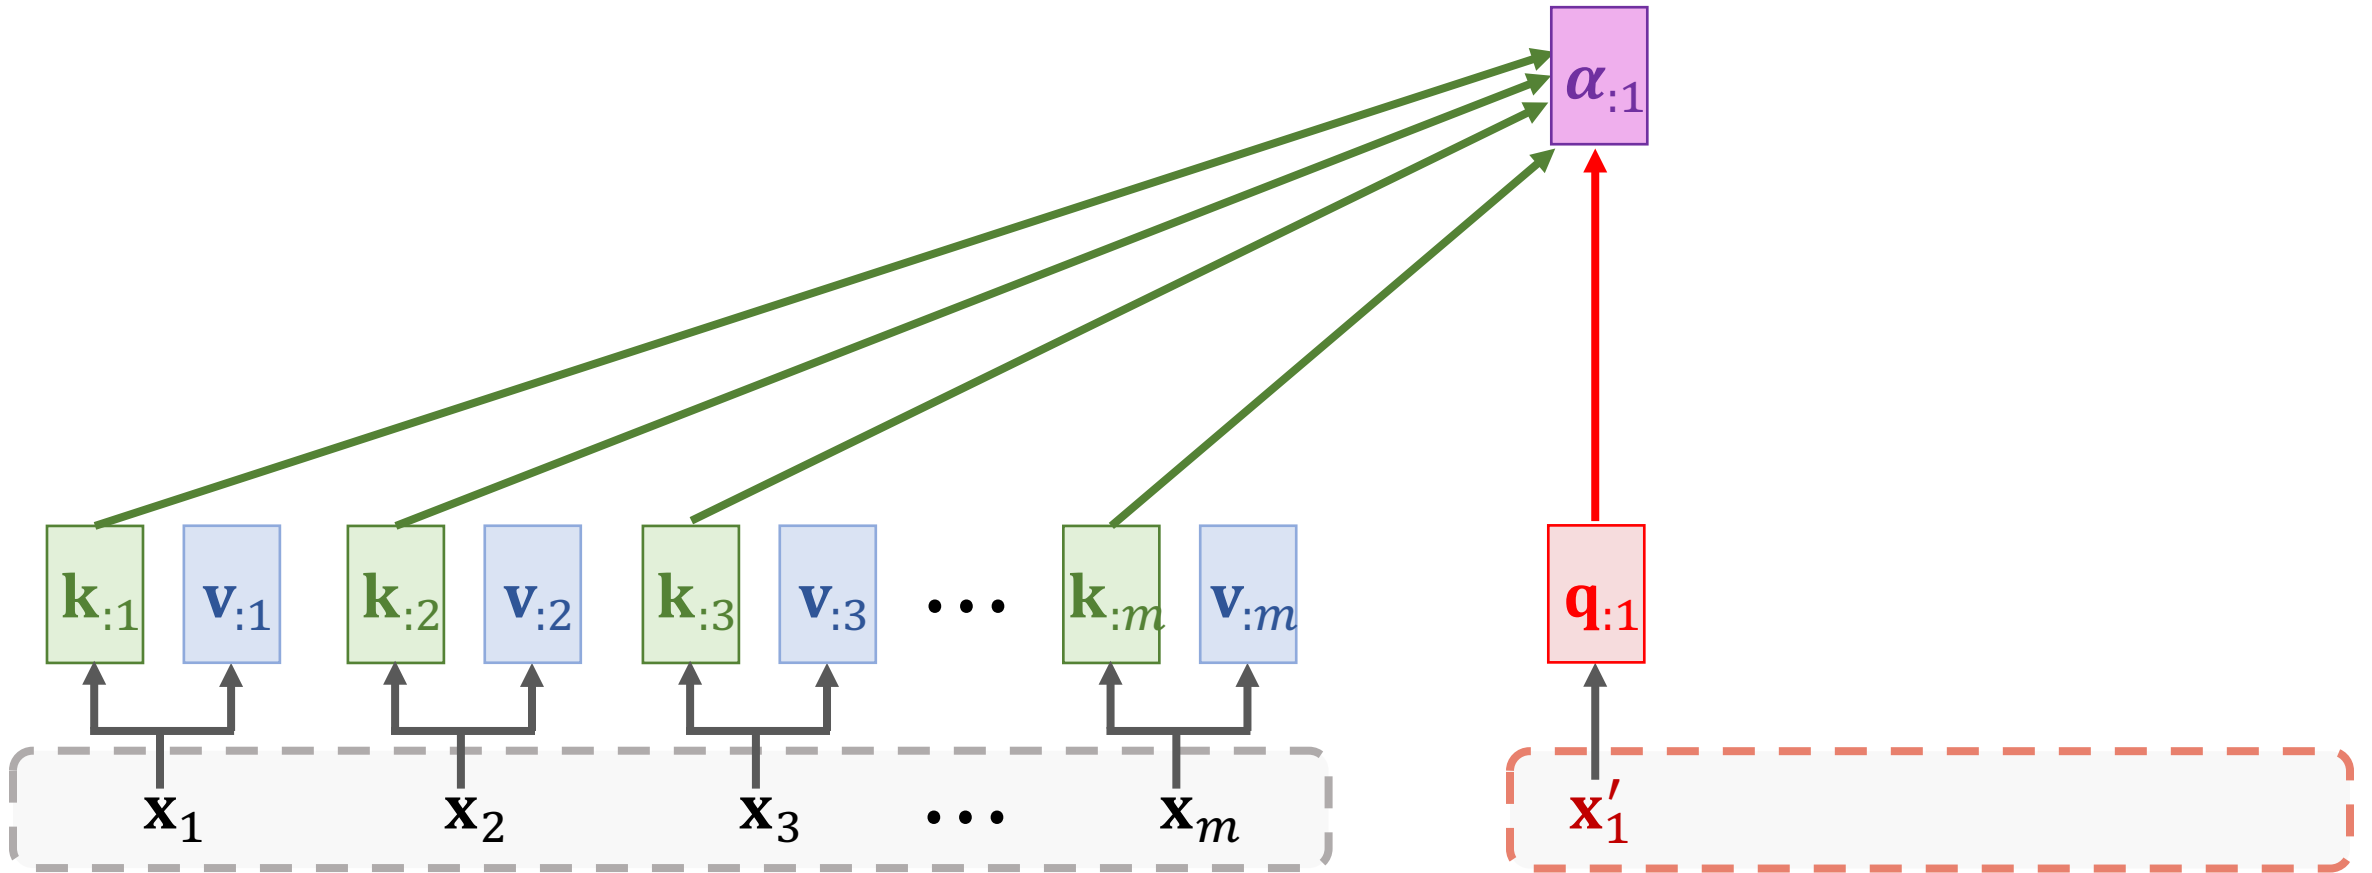 α:1
k:1 v:1 k:2 v:2 k:3 v:3 ··· k:m v:m q:1
x1 x2 x3 ··· xm x′1